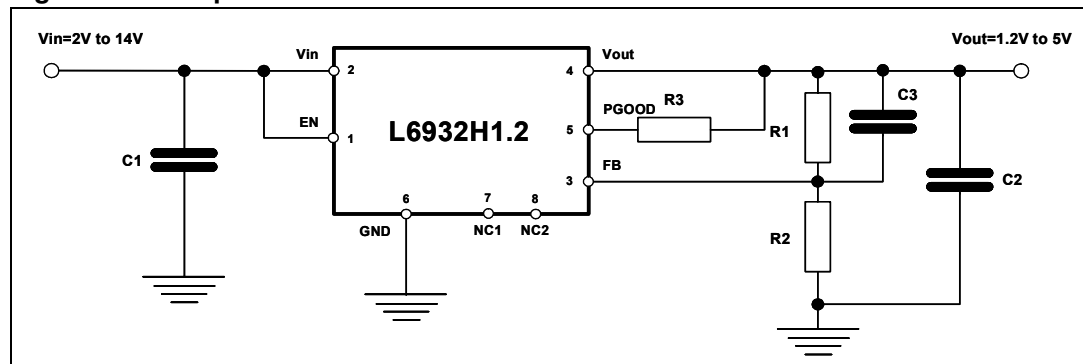 Vin=2V to 14V
Vout=1.2V to 5V
Vin
2
4
Vout
EN
1
L6932H1.2
PGOOD
5
R3
R1
C3
FB
3
C1
C2
6
7
8
GND
NC1
NC2
R2